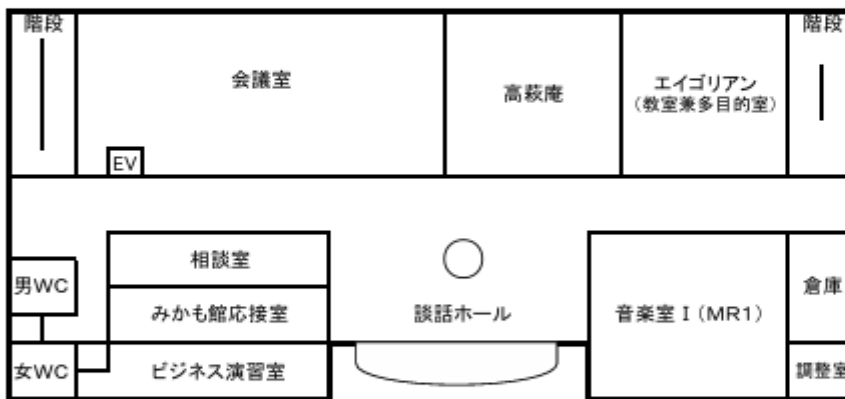 階段
会議室
高萩庵
エイゴリアン
(教室兼多目的室)
階段
EV
相談室
男WC
みかも館応接室
談話ホール
音楽室Ⅰ(MR1)
倉庫
女WC
ビジネス演習室
調整室